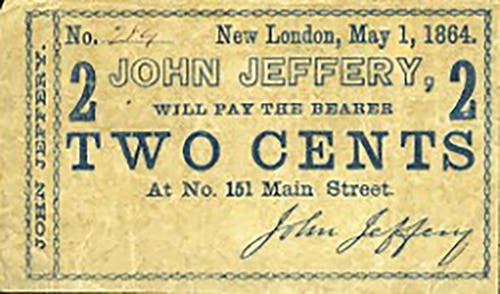 No. 289 New London, May 1, 1864.
2 JOHN JEFFERY, 2
WILL PAY THE BEARER
TWO CENTS
At No. 151 Main Street.
John Jeffery
JOHN JEFFERY.